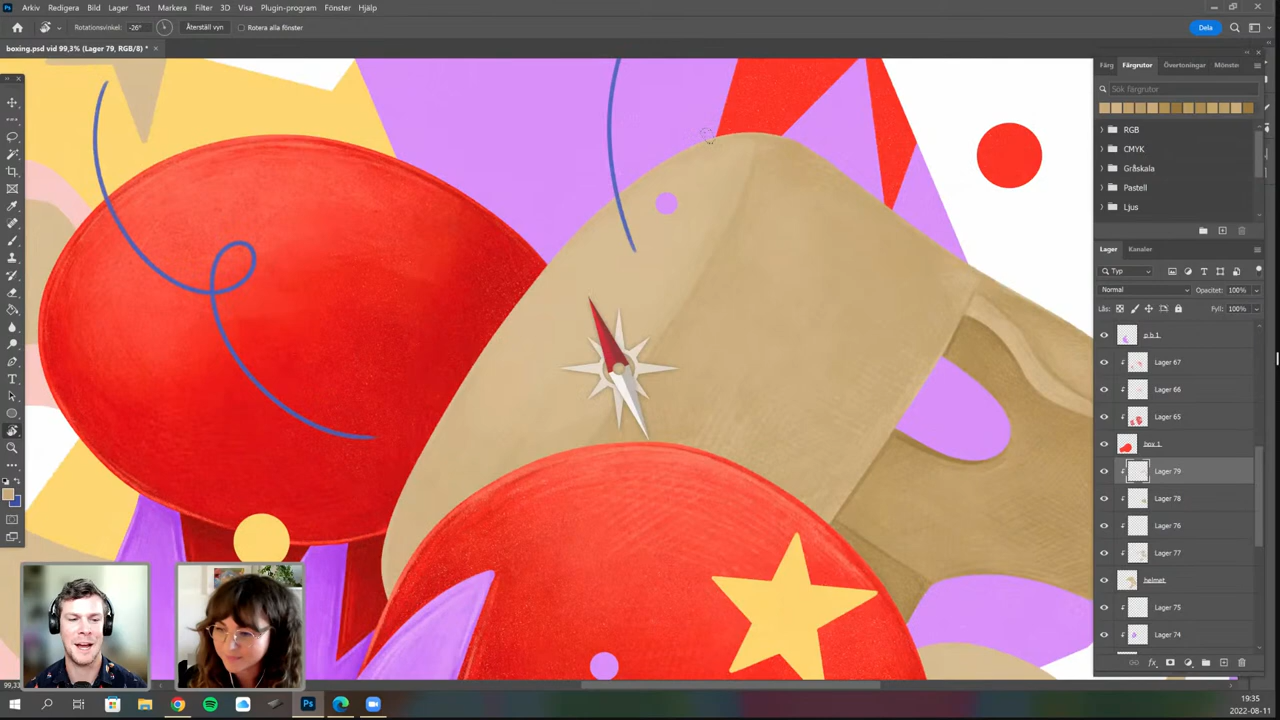 Arkiv Redigera Bild Lager Text Markera Filter 3D Visa Plugin-program Fönster Hjälp
Rotationsvinkel: -26° Återställ vyn Rotera alla fönster Dela
boxing.psd vid 99,3% (Lager 79, RGB/8) *
Färg Färgrutor Övertoningar Mönste
Sök färgrutor
RGB
CMYK
Gråskala
Pastell
Ljus
Lager Kanaler
Typ
Normal Opacitet: 100%
Lås: Fyll: 100%
p b 1
Lager 67
Lager 66
Lager 65
box 1
Lager 79
Lager 78
Lager 76
Lager 77
helmet
Lager 75
Lager 74
99,33
19:35
2022-08-11